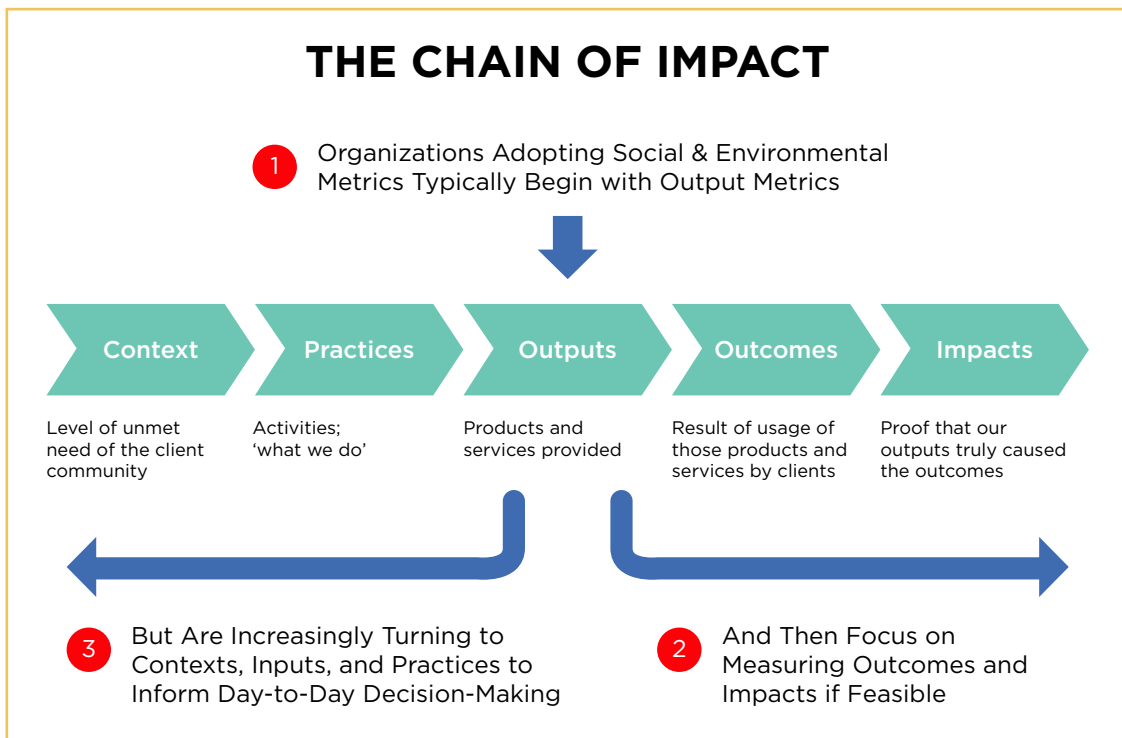 THE CHAIN OF IMPACT
1
Organizations Adopting Social & Environmental
Metrics Typically Begin with Output Metrics
Context
Practices
Outputs
Outcomes
Impacts
Level of unmet
need of the client
community
Activities;
‘what we do’
Products and
services provided
Result of usage of
those products and
services by clients
Proof that our
outputs truly caused
the outcomes
3
But Are Increasingly Turning to
Contexts, Inputs, and Practices to
Inform Day-to-Day Decision-Making
2
And Then Focus on
Measuring Outcomes and
Impacts if Feasible